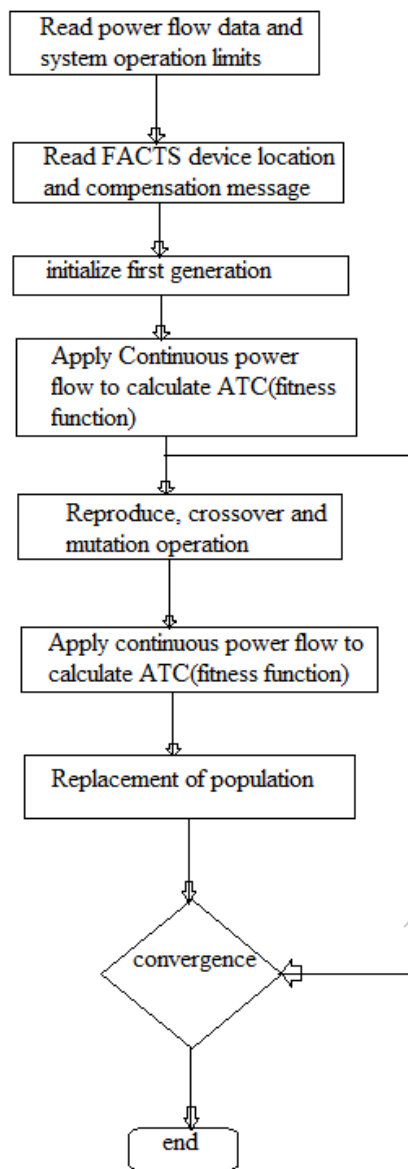 Read power flow data and
system operation limits
Read FACTS device location
and compensation message
initialize first generation
Apply Continuous power
flow to calculate ATC(fitness
function)
Reproduce, crossover and
mutation operation
Apply continuous power flow to
calculate ATC(fitness function)
Replacement of population
convergence
end